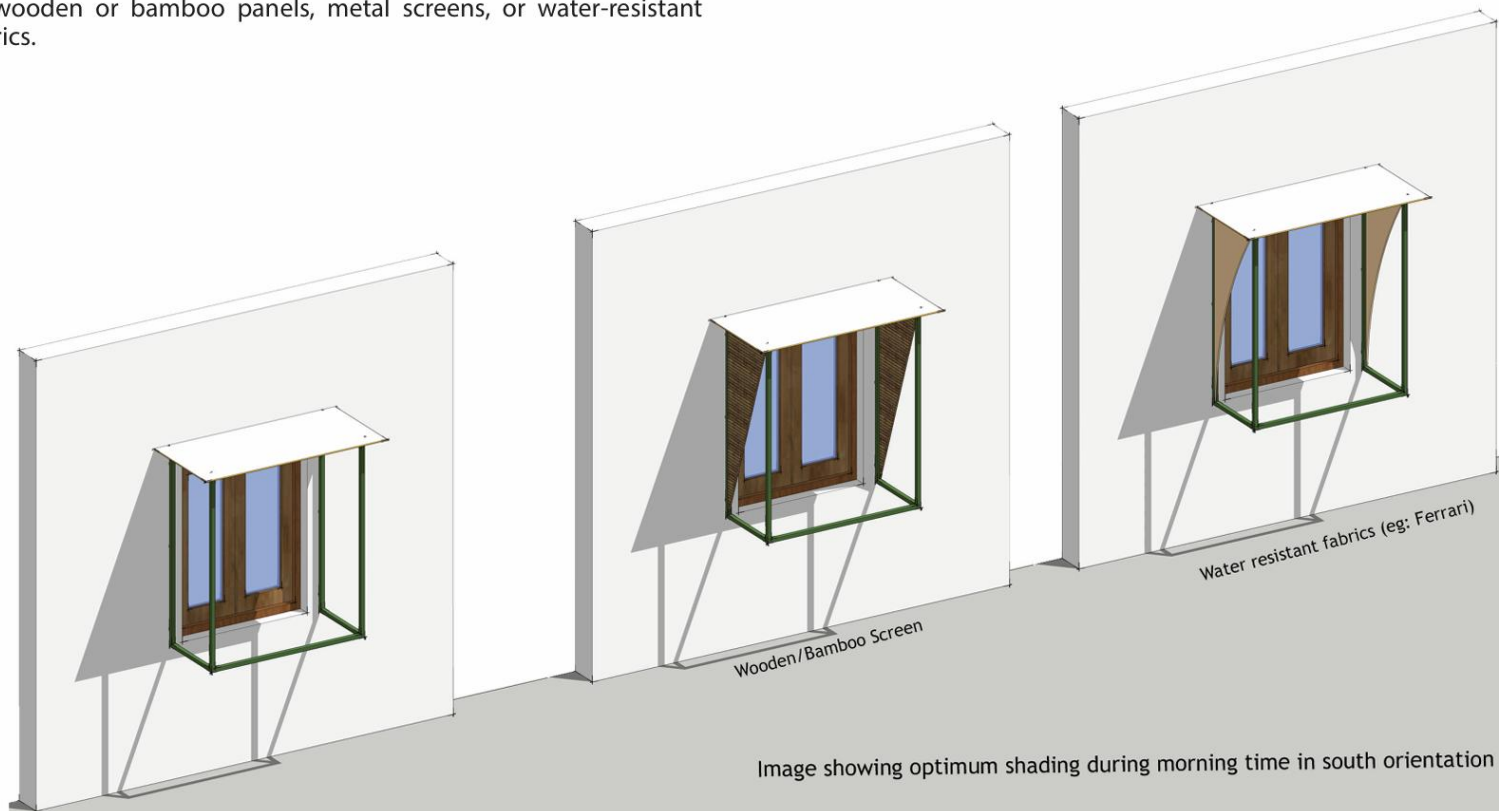 wooden or bamboo panels, metal screens, or water-resistant
rics.
Water resistant fabrics (eg: Ferrari)
Wooden/Bamboo Screen
Image showing optimum shading during morning time in south orientation